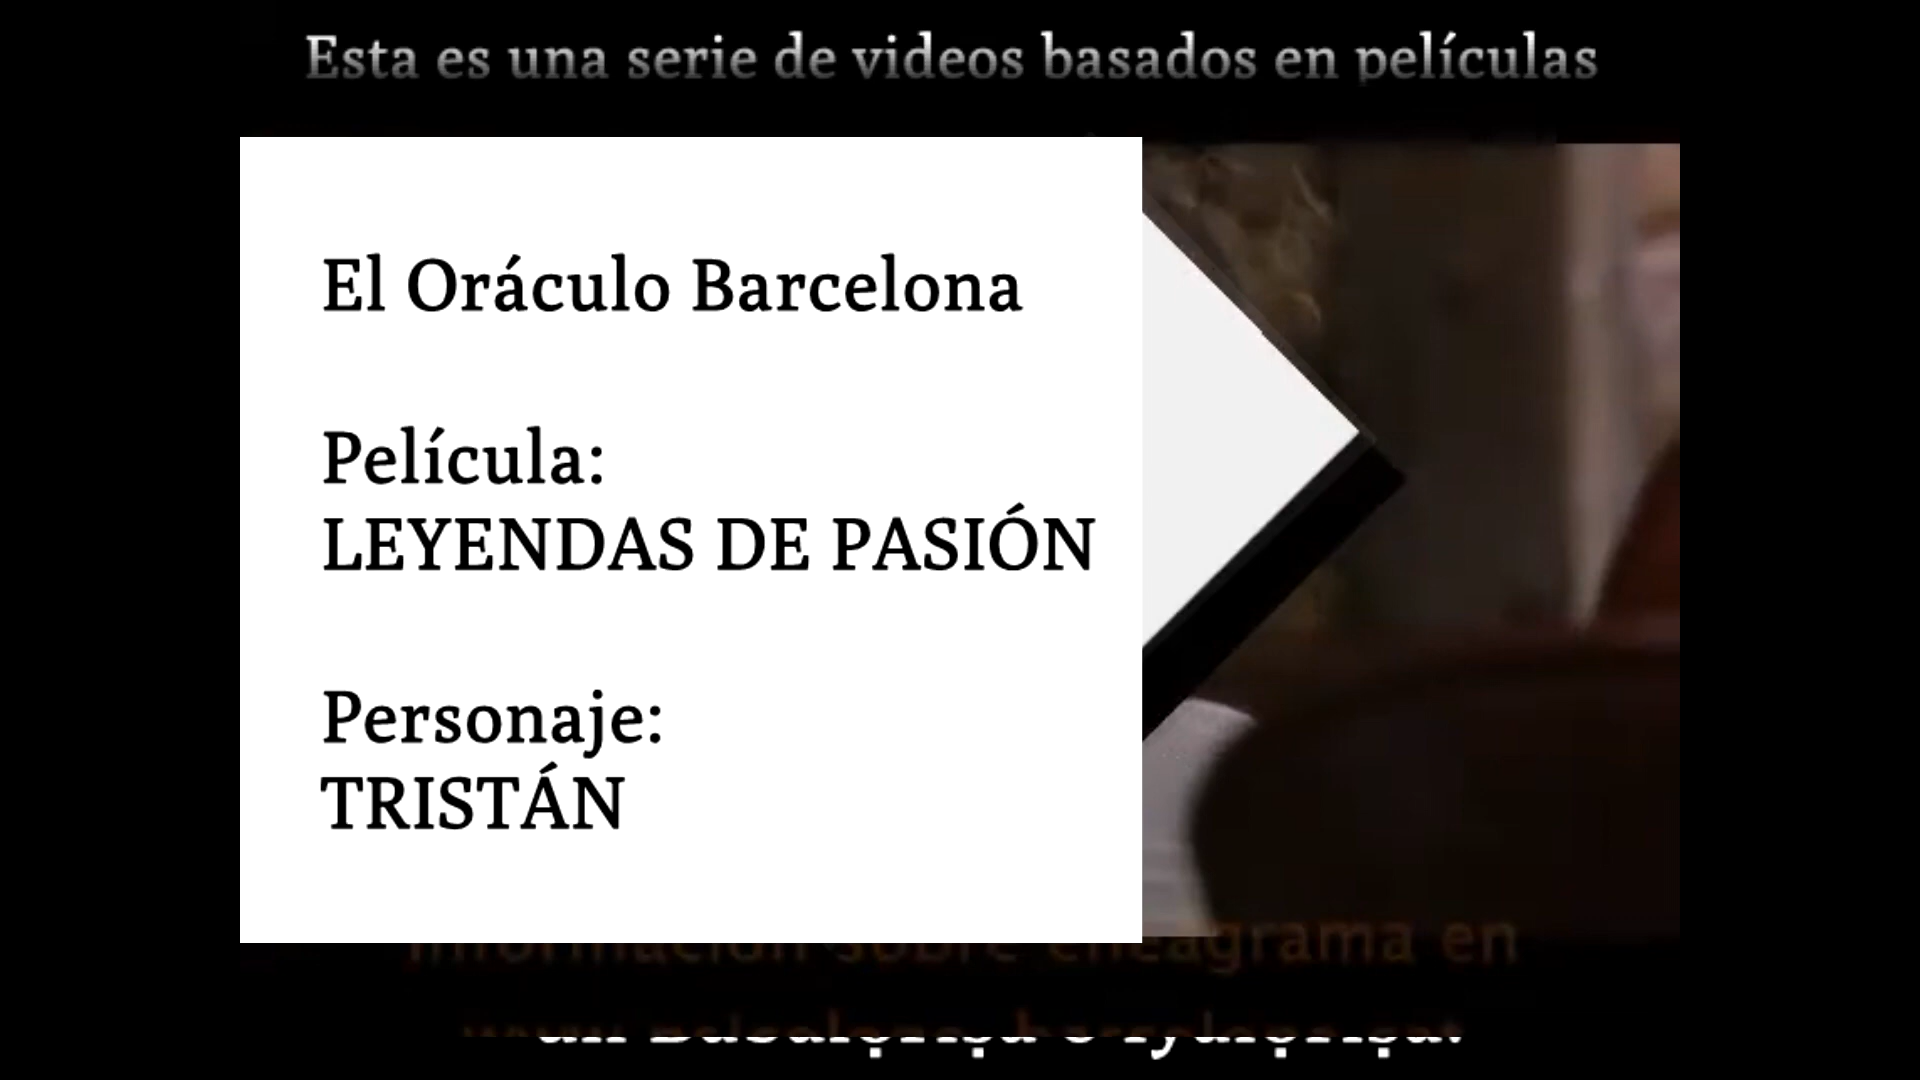 Esta es una serie de videos basados en películas
El Oráculo Barcelona
Película:
LEYENDAS DE PASIÓN
Personaje:
TRISTÁN
información sobre eneagrama en